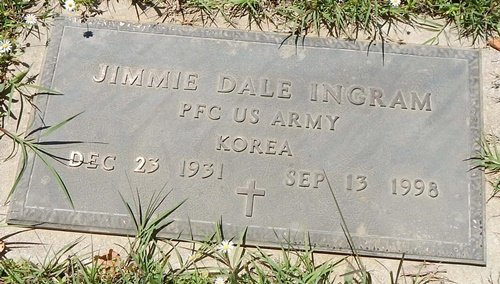 JIMMIE DALE INGRAM
PFC US ARMY
KOREA
DEC 23 1931 SEP 13 1998